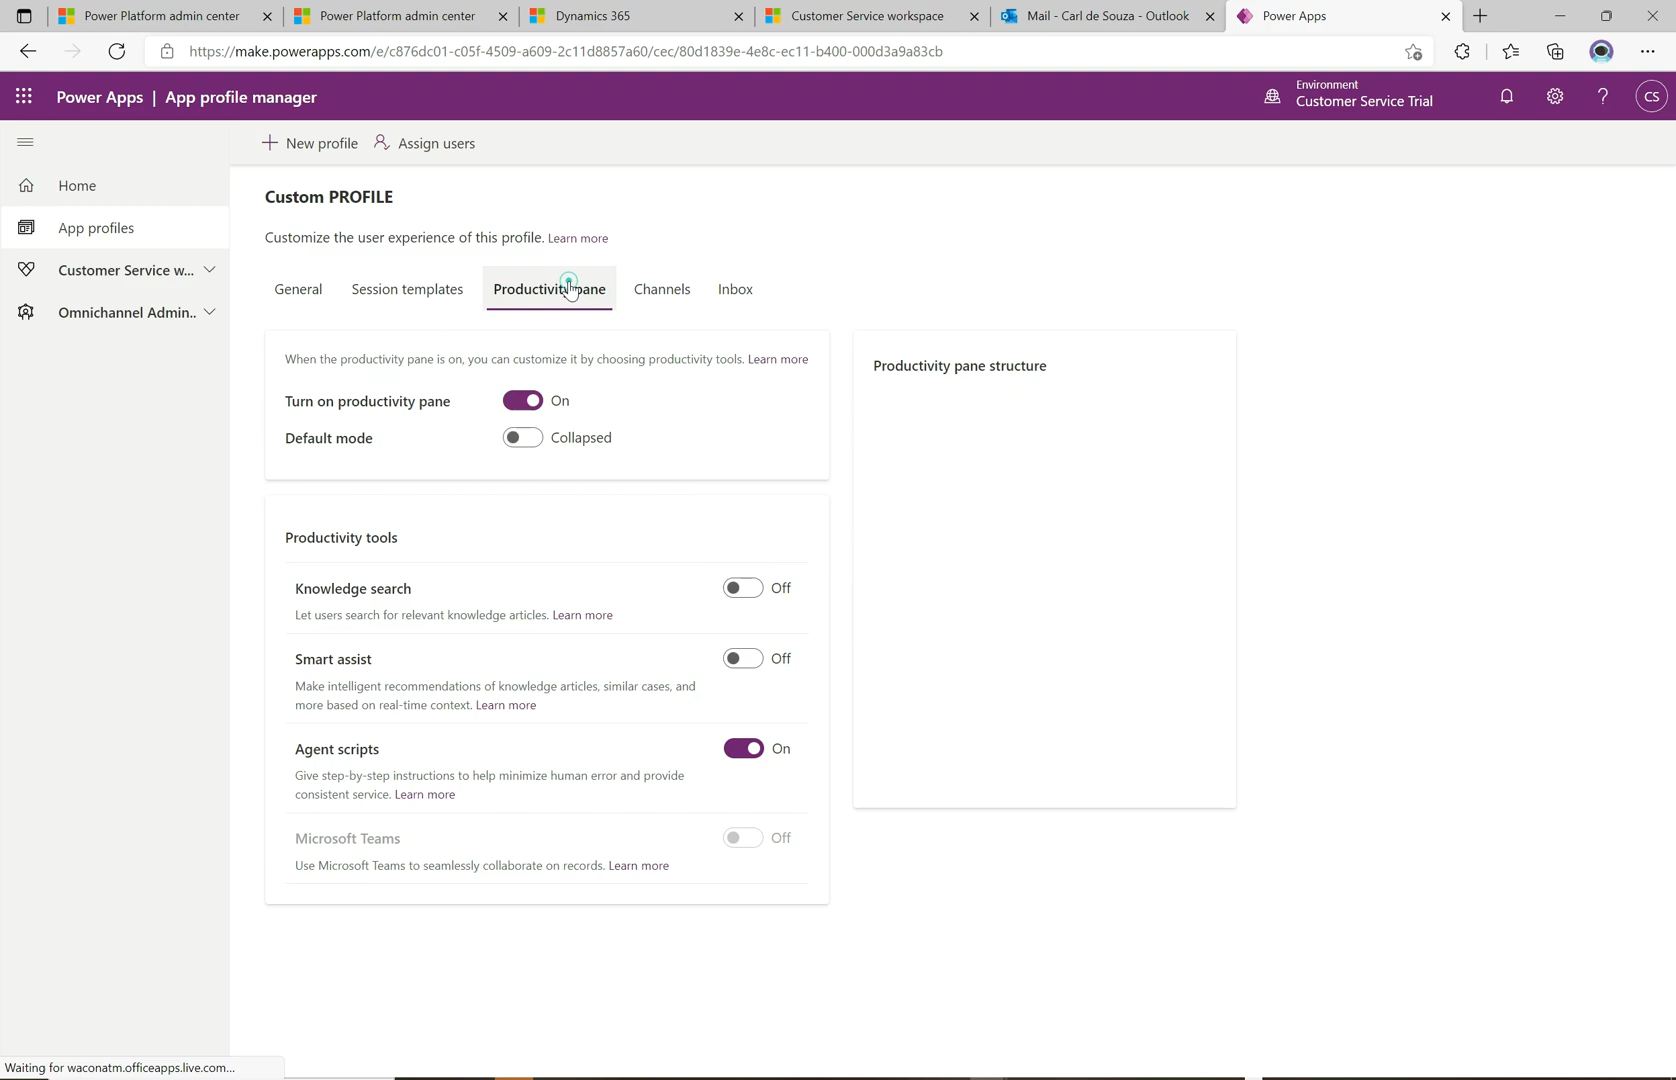 Power Platform admin center
Power Platform admin center
Dynamics 365
Customer Service workspace
Mail - Carl de Souza - Outlook
Power Apps
https://make.powerapps.com/e/c876dc01-c05f-4509-a609-2c11d8857a60/cec/80d1839e-4e8c-ec11-b400-000d3a9a83cb
Power Apps | App profile manager
Environment
Customer Service Trial
?
CS
New profile
Assign users
Home
App profiles
Customer Service w...
Omnichannel Admin..
Custom PROFILE
Customize the user experience of this profile. Learn more
General
Session templates
Productivity pane
Channels
Inbox
When the productivity pane is on, you can customize it by choosing productivity tools. Learn more
Turn on productivity pane
On
Default mode
Collapsed
Productivity pane structure
Productivity tools
Knowledge search
Off
Let users search for relevant knowledge articles. Learn more
Smart assist
Off
Make intelligent recommendations of knowledge articles, similar cases, and
more based on real-time context. Learn more
Agent scripts
On
Give step-by-step instructions to help minimize human error and provide
consistent service. Learn more
Microsoft Teams
Off
Use Microsoft Teams to seamlessly collaborate on records. Learn more
Waiting for waconatm.officeapps.live.com...